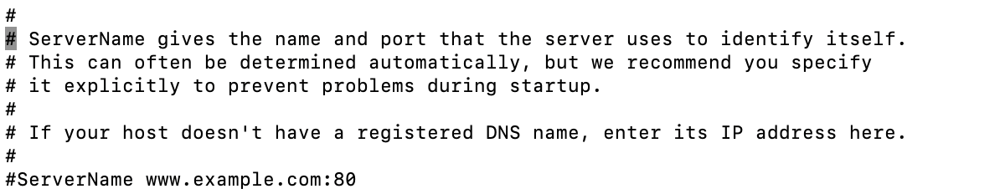 #
# ServerName gives the name and port that the server uses to identify itself.
# This can often be determined automatically, but we recommend you specify
# it explicitly to prevent problems during startup.
#
# If your host doesn't have a registered DNS name, enter its IP address here.
#
#ServerName www.example.com:80